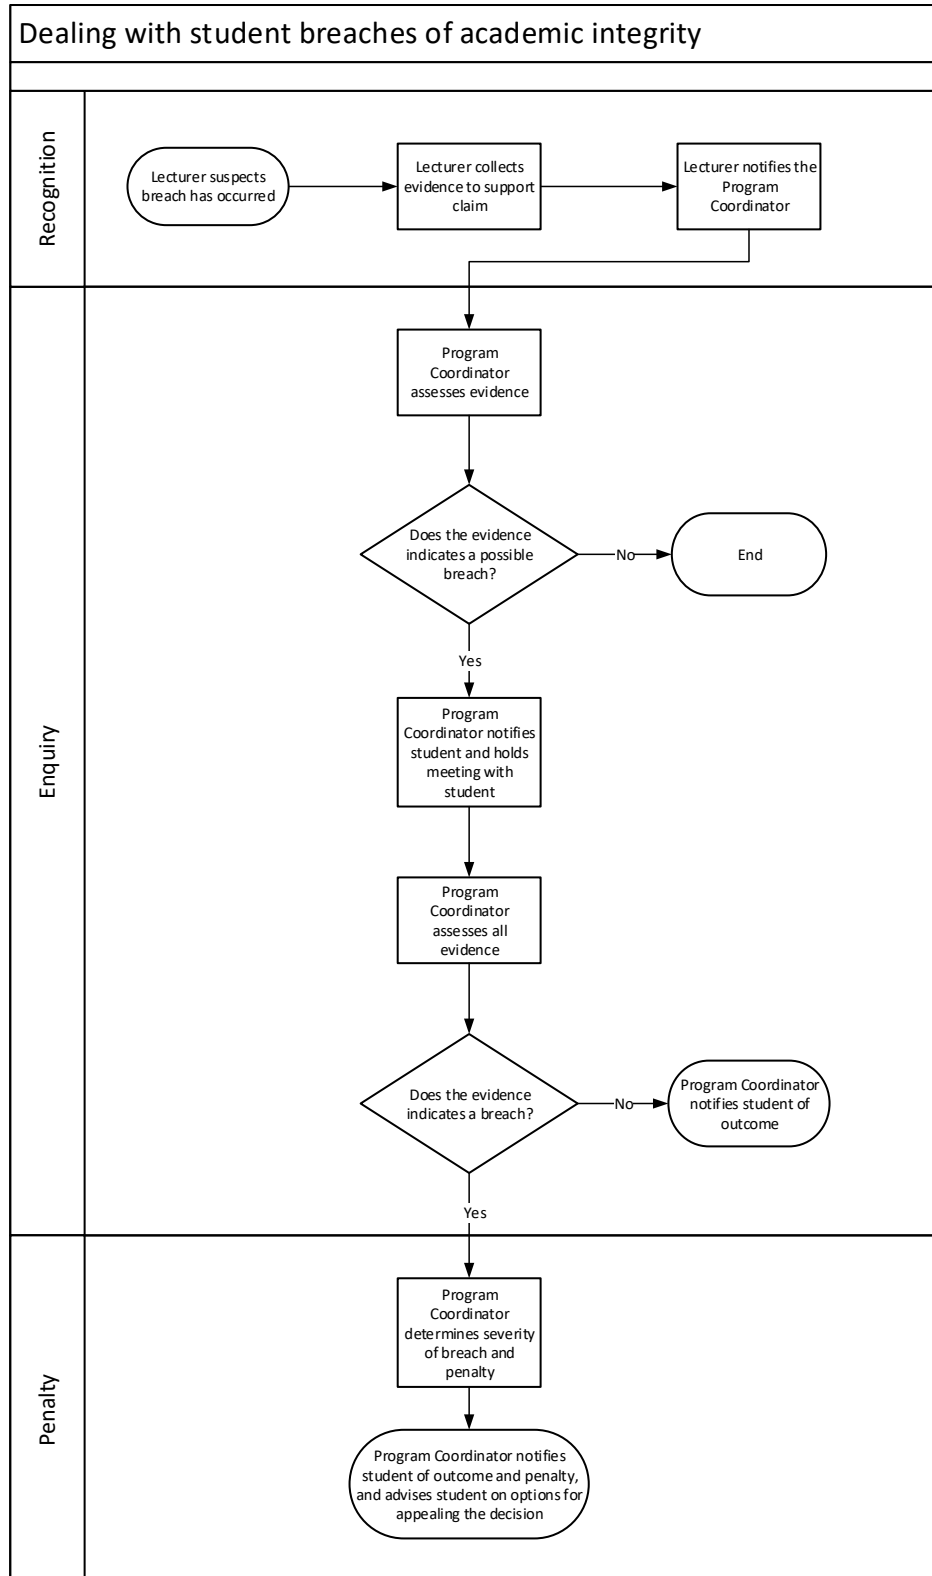 Dealing with student breaches of academic integrity
Recognition
Lecturer suspects
breach has occurred
Lecturer collects
evidence to support
claim
Lecturer notifies the
Program
Coordinator
Enquiry
Program
Coordinator
assesses evidence
Does the evidence
indicates a possible
breach?
No
End
Yes
Program
Coordinator notifies
student and holds
meeting with
student
Program
Coordinator
assesses all
evidence
Does the evidence
indicates a breach?
No
Program Coordinator
notifies student of
outcome
Yes
Penalty
Program
Coordinator
determines severity
of breach and
penalty
Program Coordinator notifies
student of outcome and penalty,
and advises student on options for
appealing the decision